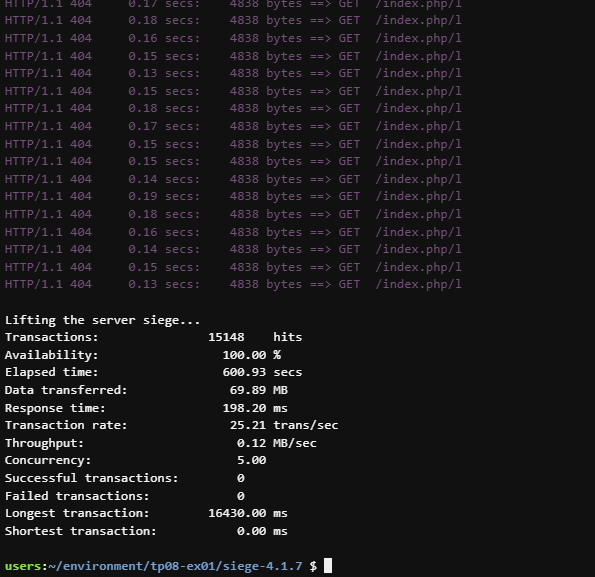 HTTP/1.1 404 0.17 secs: 4838 bytes ==> GET /index.php/l
HTTP/1.1 404 0.18 secs: 4838 bytes ==> GET /index.php/l
HTTP/1.1 404 0.16 secs: 4838 bytes ==> GET /index.php/l
HTTP/1.1 404 0.15 secs: 4838 bytes ==> GET /index.php/l
HTTP/1.1 404 0.13 secs: 4838 bytes ==> GET /index.php/l
HTTP/1.1 404 0.15 secs: 4838 bytes ==> GET /index.php/l
HTTP/1.1 404 0.18 secs: 4838 bytes ==> GET /index.php/l
HTTP/1.1 404 0.17 secs: 4838 bytes ==> GET /index.php/l
HTTP/1.1 404 0.15 secs: 4838 bytes ==> GET /index.php/l
HTTP/1.1 404 0.15 secs: 4838 bytes ==> GET /index.php/l
HTTP/1.1 404 0.14 secs: 4838 bytes ==> GET /index.php/l
HTTP/1.1 404 0.19 secs: 4838 bytes ==> GET /index.php/l
HTTP/1.1 404 0.18 secs: 4838 bytes ==> GET /index.php/l
HTTP/1.1 404 0.16 secs: 4838 bytes ==> GET /index.php/l
HTTP/1.1 404 0.14 secs: 4838 bytes ==> GET /index.php/l
HTTP/1.1 404 0.15 secs: 4838 bytes ==> GET /index.php/l
HTTP/1.1 404 0.13 secs: 4838 bytes ==> GET /index.php/l
Lifting the server siege...
Transactions: 15148 hits
Availability: 100.00 %
Elapsed time: 600.93 secs
Data transferred: 69.89 MB
Response time: 198.20 ms
Transaction rate: 25.21 trans/sec
Throughput: 0.12 MB/sec
Concurrency: 5.00
Successful transactions: 0
Failed transactions: 0
Longest transaction: 16430.00 ms
Shortest transaction: 0.00 ms
users:~/environment/tp08-ex01/siege-4.1.7 $